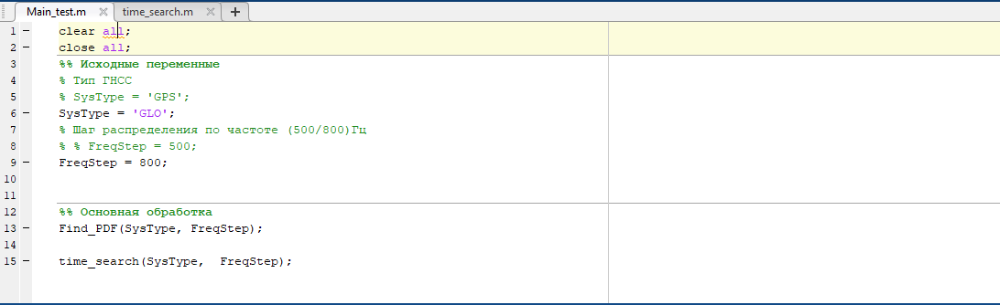 Main_test.m × time_search.m × +
1 – clear all;
2 – close all;
3 %% Исходные переменные
4 % Тип ГНСС
5 % SysType = 'GPS';
6 – SysType = 'GLO';
7 % Шаг распределения по частоте (500/800)Гц
8 % % FreqStep = 500;
9 – FreqStep = 800;
10
11
12 %% Основная обработка
13 – Find_PDF(SysType, FreqStep);
14
15 – time_search(SysType,  FreqStep);